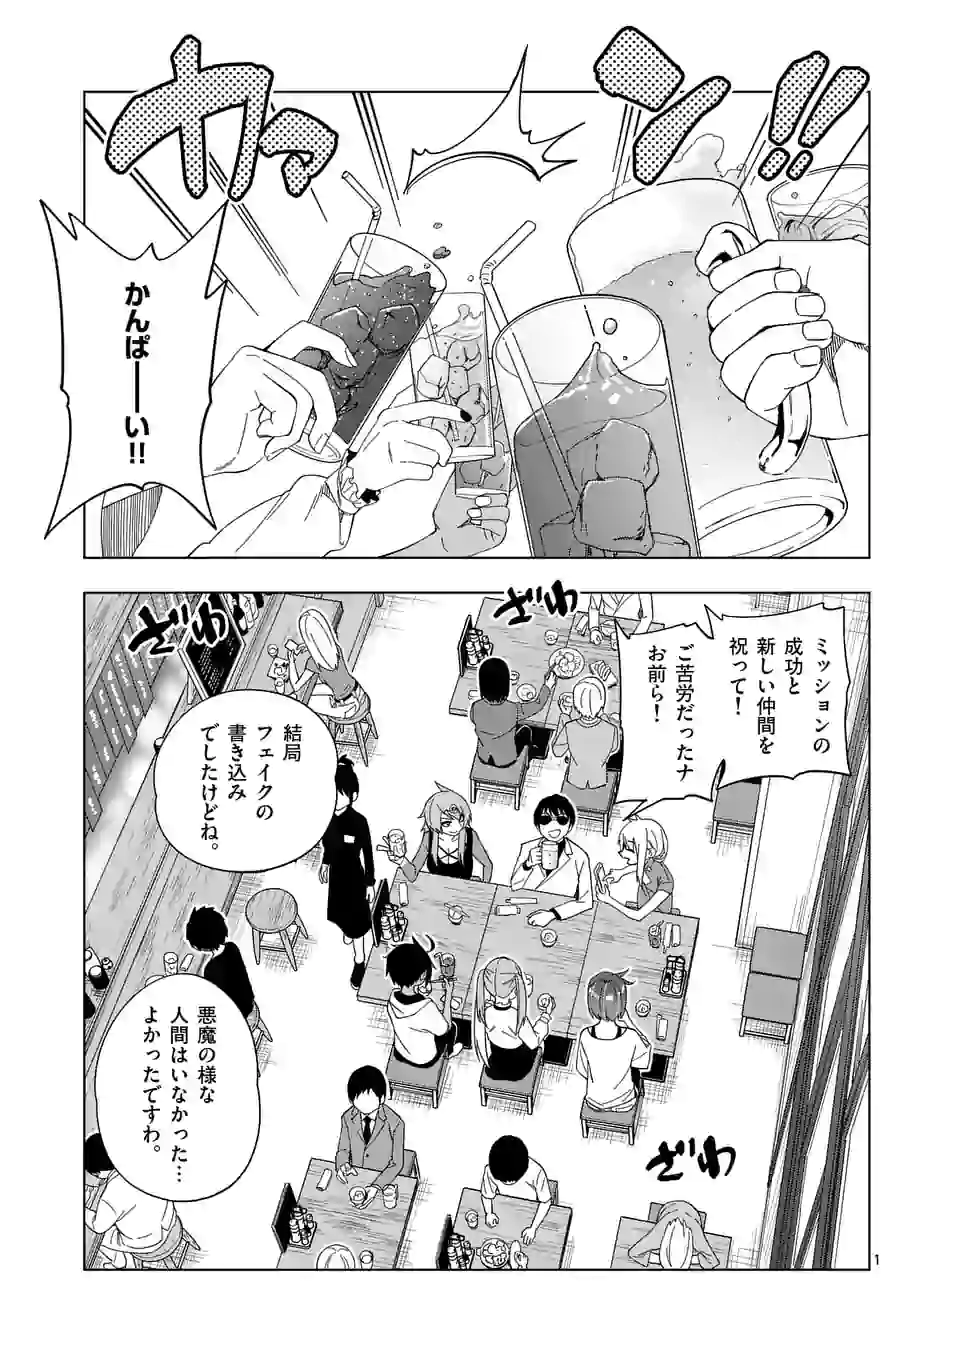 カッ!!
かんぱーい!!
ミッションの
成功と
新しい仲間を
祝って!
ご苦労だったナ
お前ら!
ざわ
ざわ
結局
フェイクの
書き込み
でしたけどね。
悪魔の様な
人間はいなかった…
よかったですわ。
ざわ
1